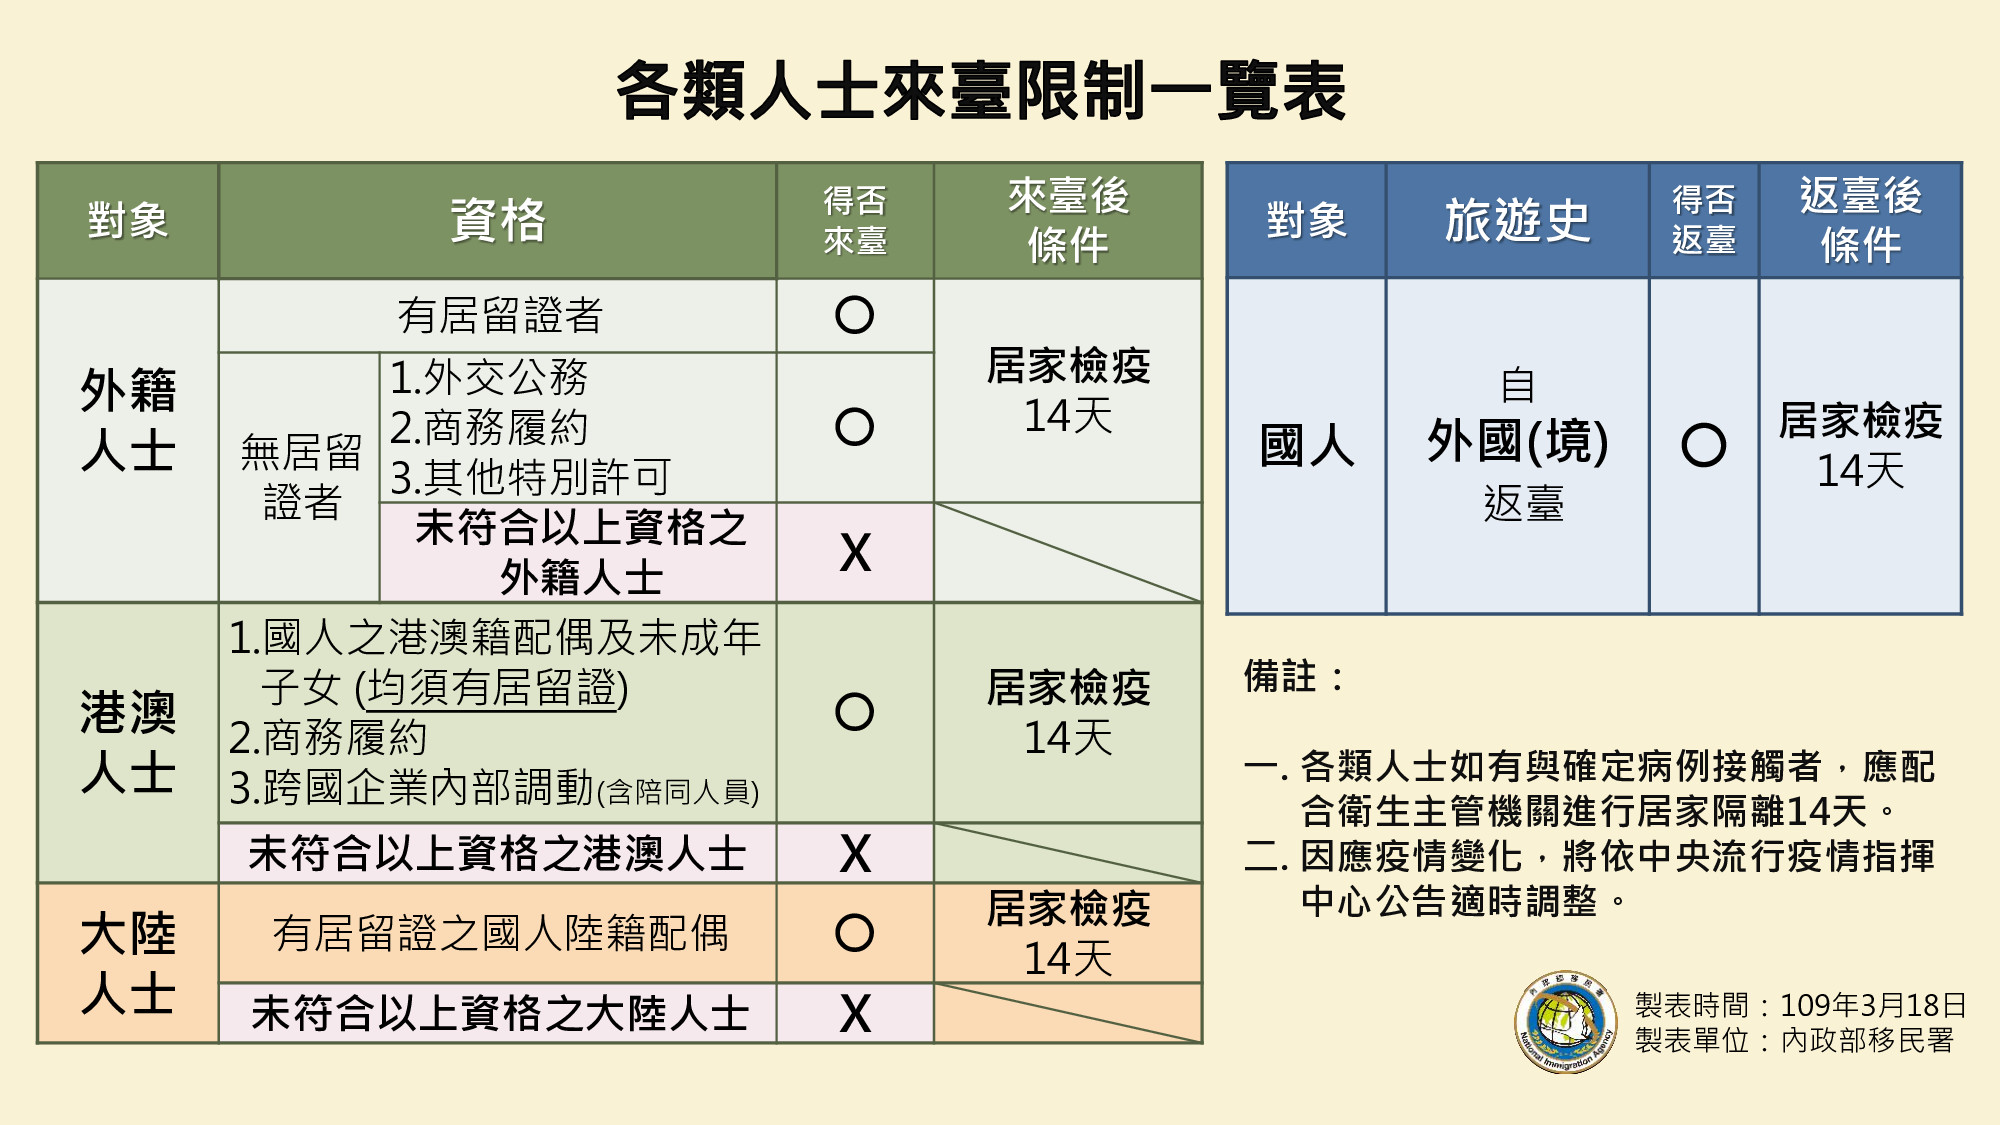 各類人士來臺限制一覽表
對象
資格
得否
來臺
來臺後
條件
外籍
人士
有居留證者
○
居家檢疫
14天
無居留
證者
1.外交公務
2.商務履約
3.其他特別許可
○
未符合以上資格之
外籍人士
X
港澳
人士
1.國人之港澳籍配偶及未成年
子女 (均須有居留證)
2.商務履約
3.跨國企業內部調動(含陪同人員)
○
居家檢疫
14天
未符合以上資格之港澳人士
X
大陸
人士
有居留證之國人陸籍配偶
○
居家檢疫
14天
未符合以上資格之大陸人士
X
對象
旅遊史
得否
返臺
返臺後
條件
國人
自
外國(境)
返臺
○
居家檢疫
14天
備註：
一. 各類人士如有與確定病例接觸者，應配
合衛生主管機關進行居家隔離14天。
二. 因應疫情變化，將依中央流行疫情指揮
中心公告適時調整。
內政部移民署
National Immigration Agency
製表時間：109年3月18日
製表單位：內政部移民署